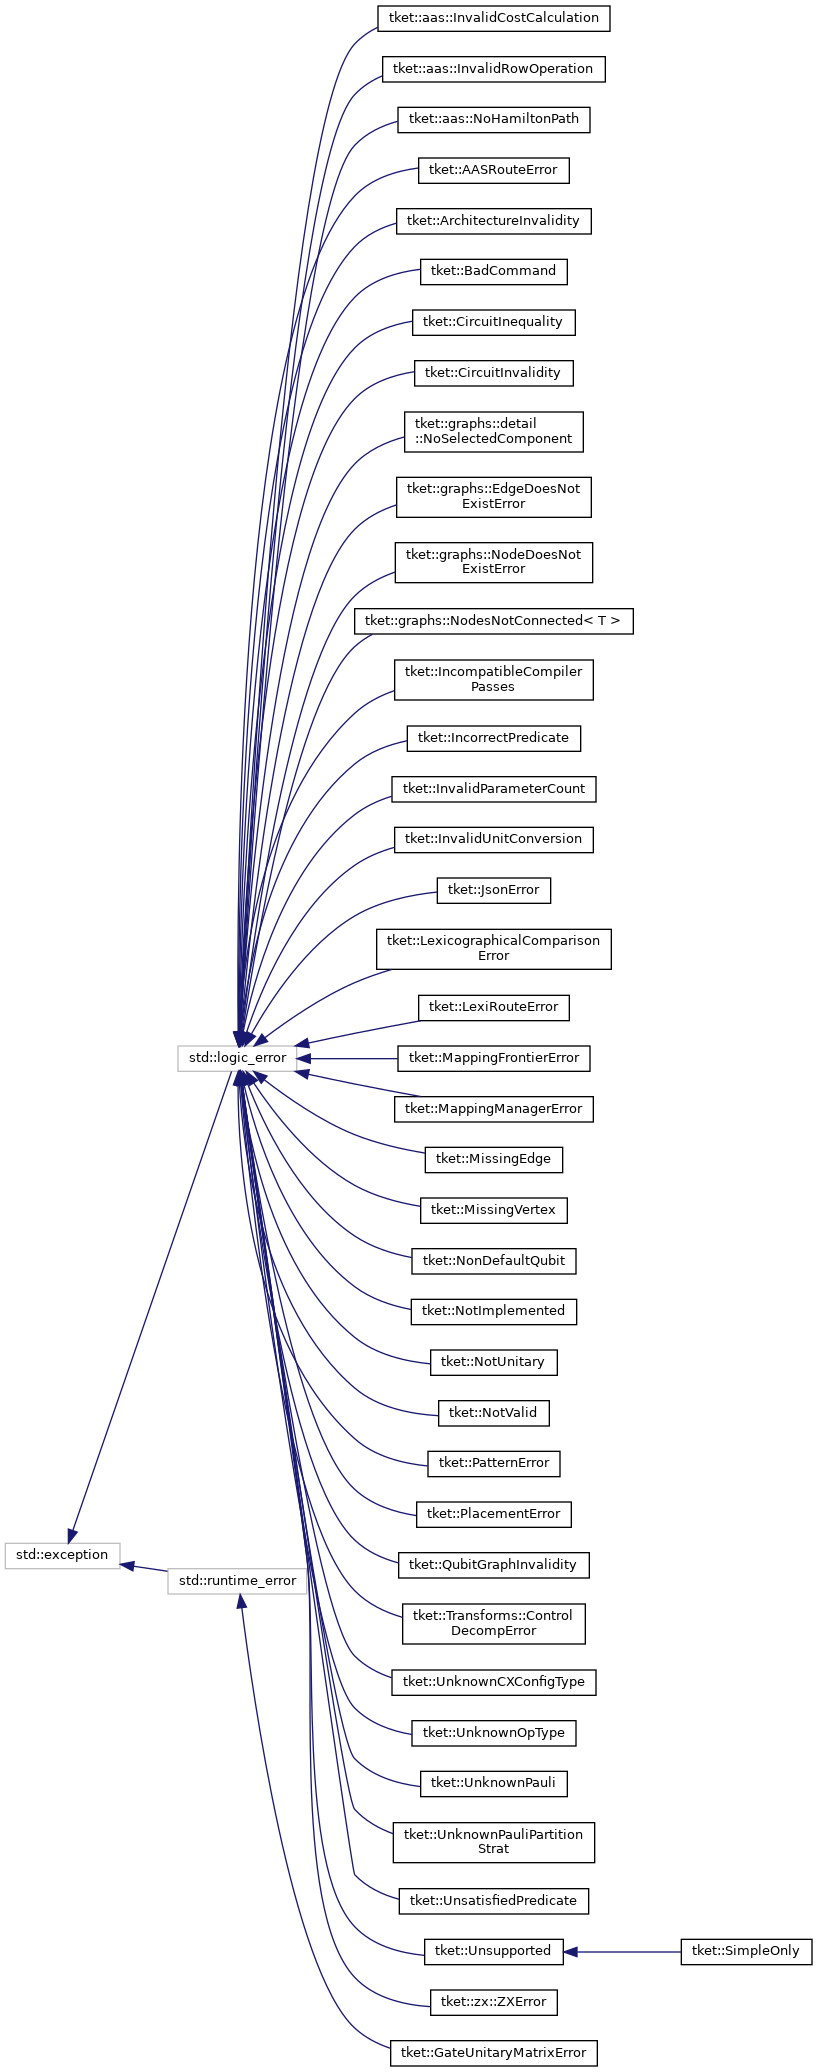 tket::aas::InvalidCostCalculation
tket::aas::InvalidRowOperation
tket::aas::NoHamiltonPath
tket::AASRouteError
tket::ArchitectureInvalidity
tket::BadCommand
tket::CircuitInequality
tket::CircuitInvalidity
tket::graphs::detail
::NoSelectedComponent
tket::graphs::EdgeDoesNot
ExistError
tket::graphs::NodeDoesNot
ExistError
tket::graphs::NodesNotConnected< T >
tket::IncompatibleCompiler
Passes
tket::IncorrectPredicate
tket::InvalidParameterCount
tket::InvalidUnitConversion
tket::JsonError
tket::LexicographicalComparison
Error
tket::LexiRouteError
std::logic_error
tket::MappingFrontierError
tket::MappingManagerError
tket::MissingEdge
tket::MissingVertex
tket::NonDefaultQubit
tket::NotImplemented
tket::NotUnitary
tket::NotValid
tket::PatternError
tket::PlacementError
std::exception
tket::QubitGraphInvalidity
std::runtime_error
tket::Transforms::Control
DecompError
tket::UnknownCXConfigType
tket::UnknownOpType
tket::UnknownPauli
tket::UnknownPauliPartition
Strat
tket::UnsatisfiedPredicate
tket::Unsupported
tket::SimpleOnly
tket::zx::ZXError
tket::GateUnitaryMatrixError